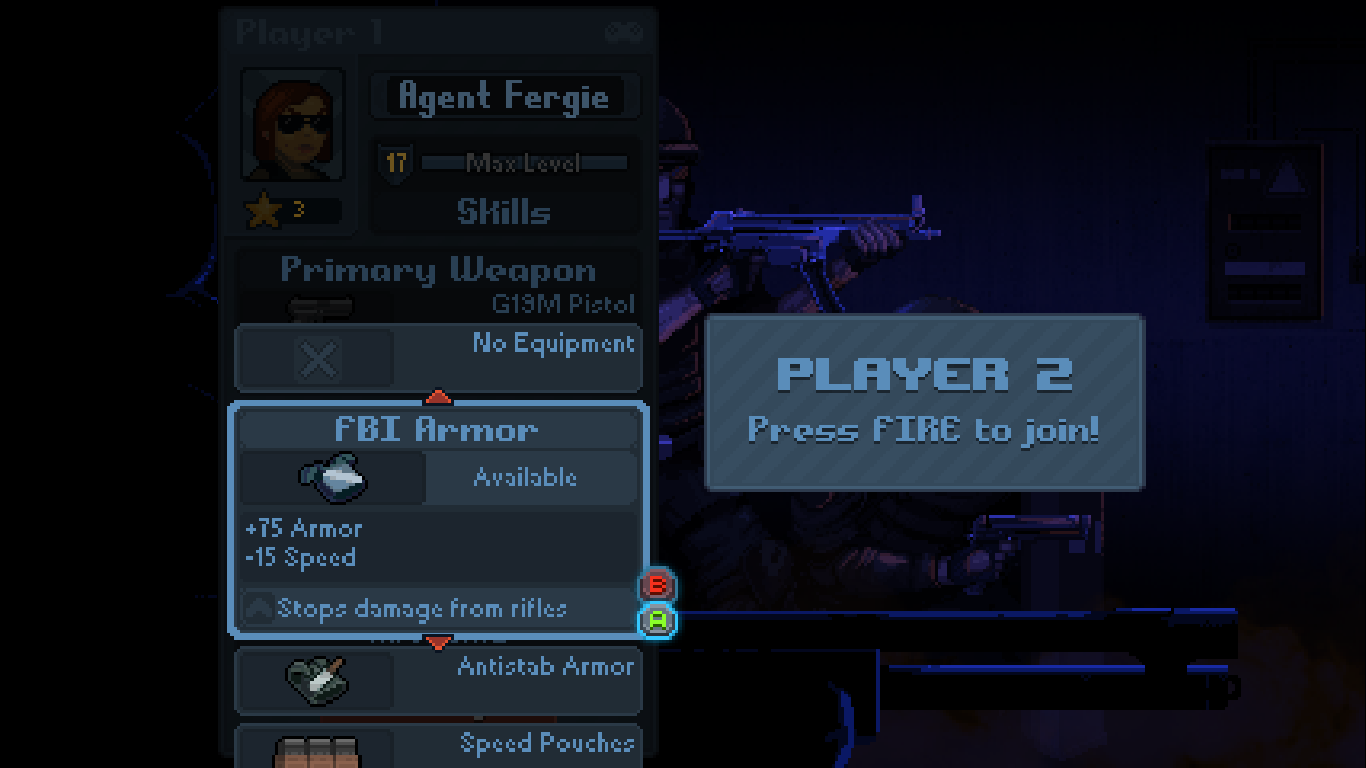 Player 1
Agent Fergie
17
Max Level
3
Skills
Primary Weapon
G19M Pistol
No Equipment
FBI Armor
Available
+75 Armor
-15 Speed
Stops damage from rifles
B
A
Antistab Armor
Speed Pouches
PLAYER 2
Press FIRE to join!